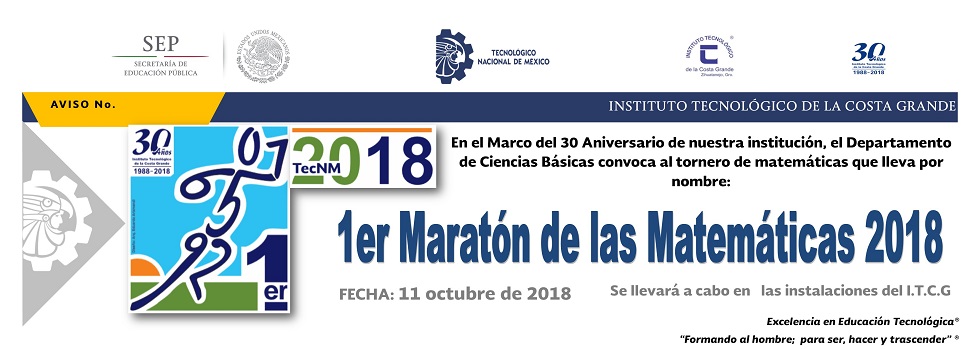 SEP
SECRETARÍA DE
EDUCACIÓN PÚBLICA
ESTADOS UNIDOS MEXICANOS
TECNOLÓGICO
NACIONAL DE MÉXICO
INSTITUTO TECNOLÓGICO
de la Costa Grande
Zihuatanejo, Gro.
30
Años
Instituto Tecnológico
de la Costa Grande
1988-2018
AVISO No.
INSTITUTO TECNOLÓGICO DE LA COSTA GRANDE
30
AÑOS
Instituto Tecnológico
de la Costa Grande
1988-2018
TecNM
2018
1er
En el Marco del 30 Aniversario de nuestra institución, el Departamento
de Ciencias Básicas convoca al tornero de matemáticas que lleva por
nombre:
1er Maratón de las Matemáticas 2018
FECHA: 11 octubre de 2018
Se llevará a cabo en las instalaciones del I.T.C.G
Excelencia en Educación Tecnológica®
"Formando al hombre; para ser, hacer y trascender" ®